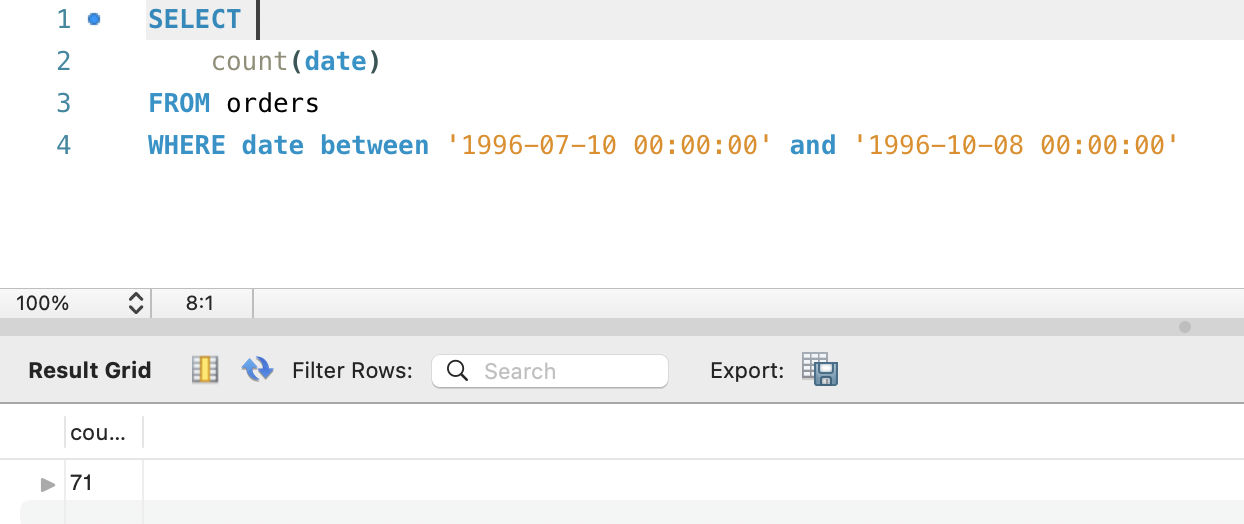 1 SELECT
2 count(date)
3 FROM orders
4 WHERE date between '1996-07-10 00:00:00' and '1996-10-08 00:00:00'
100% 8:1
Result Grid Filter Rows: Search Export:
cou...
71